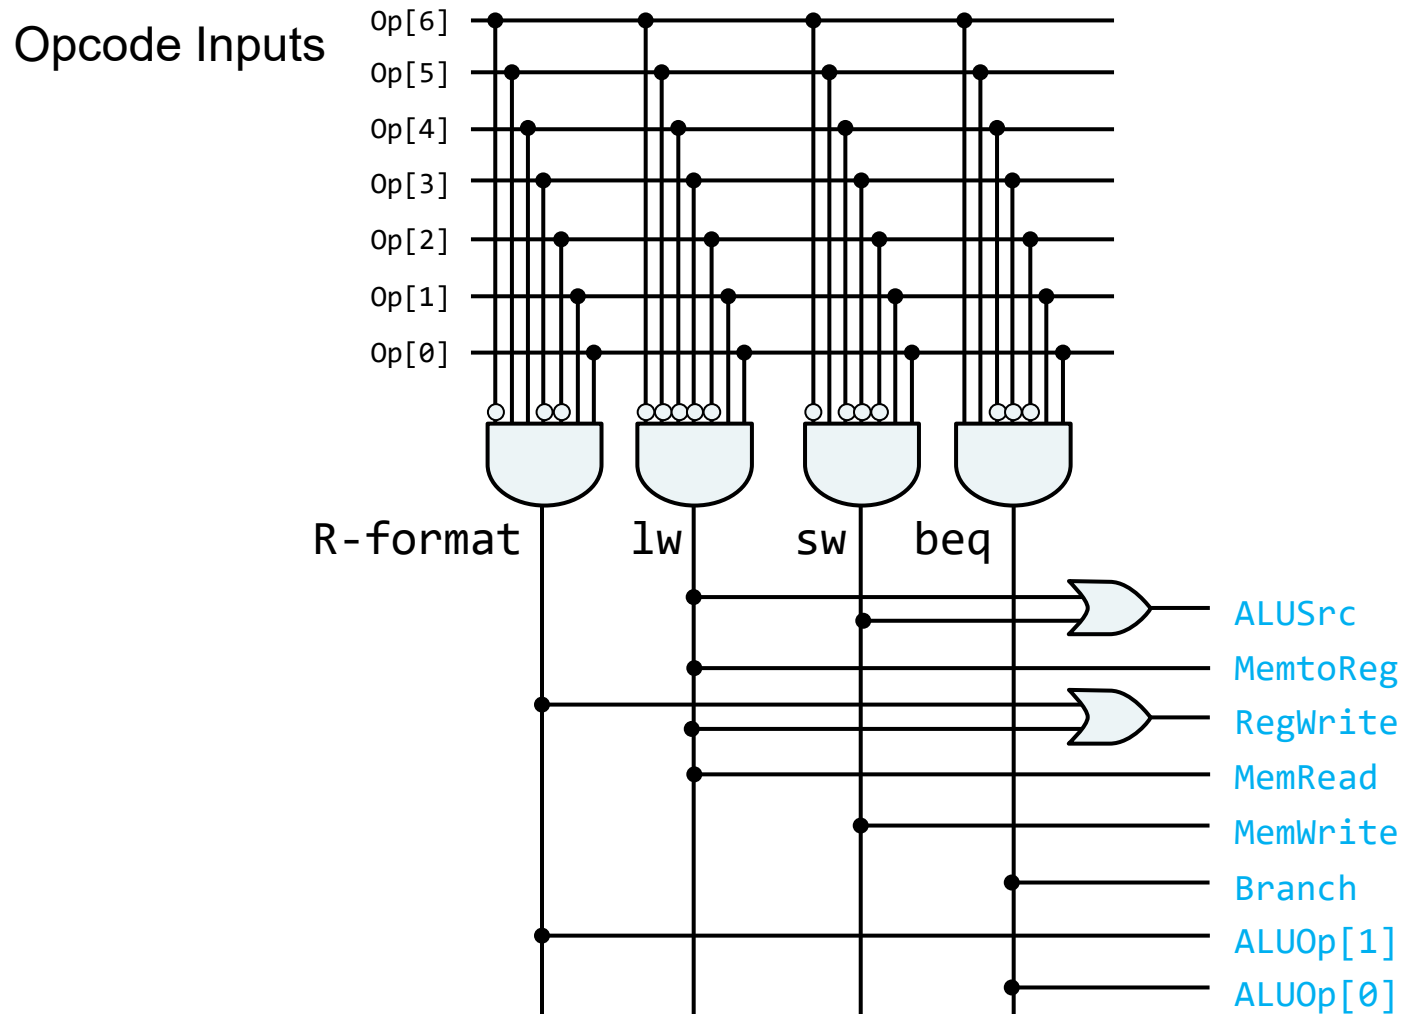 Opcode Inputs
Op[6]
Op[5]
Op[4]
Op[3]
Op[2]
Op[1]
Op[0]
R-format lw sw beq
ALUSrc
MemtoReg
RegWrite
MemRead
MemWrite
Branch
ALUOp[1]
ALUOp[0]